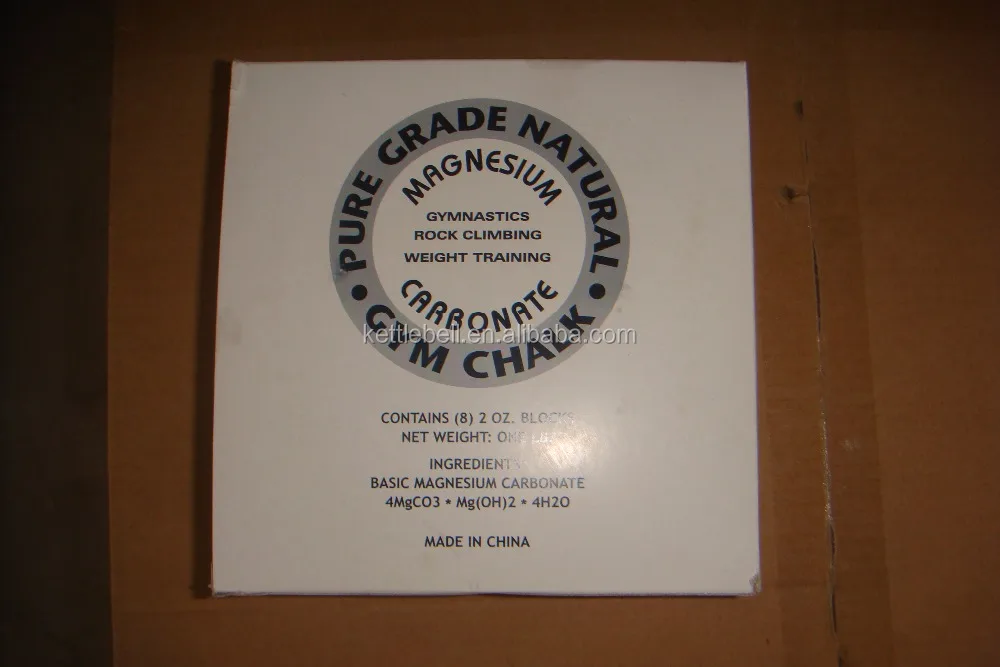 PURE GRADE NATURAL
MAGNESIUM
GYMNASTICS
ROCK CLIMBING
WEIGHT TRAINING
CARBONATE
• GYM CHALK •
kettlebell.en.alibaba.com
CONTAINS (8) 2 OZ. BLOCKS
NET WEIGHT: ONE
INGREDIENTS
BASIC MAGNESIUM CARBONATE
4MgCO3 * Mg(OH)2 * 4H2O
MADE IN CHINA